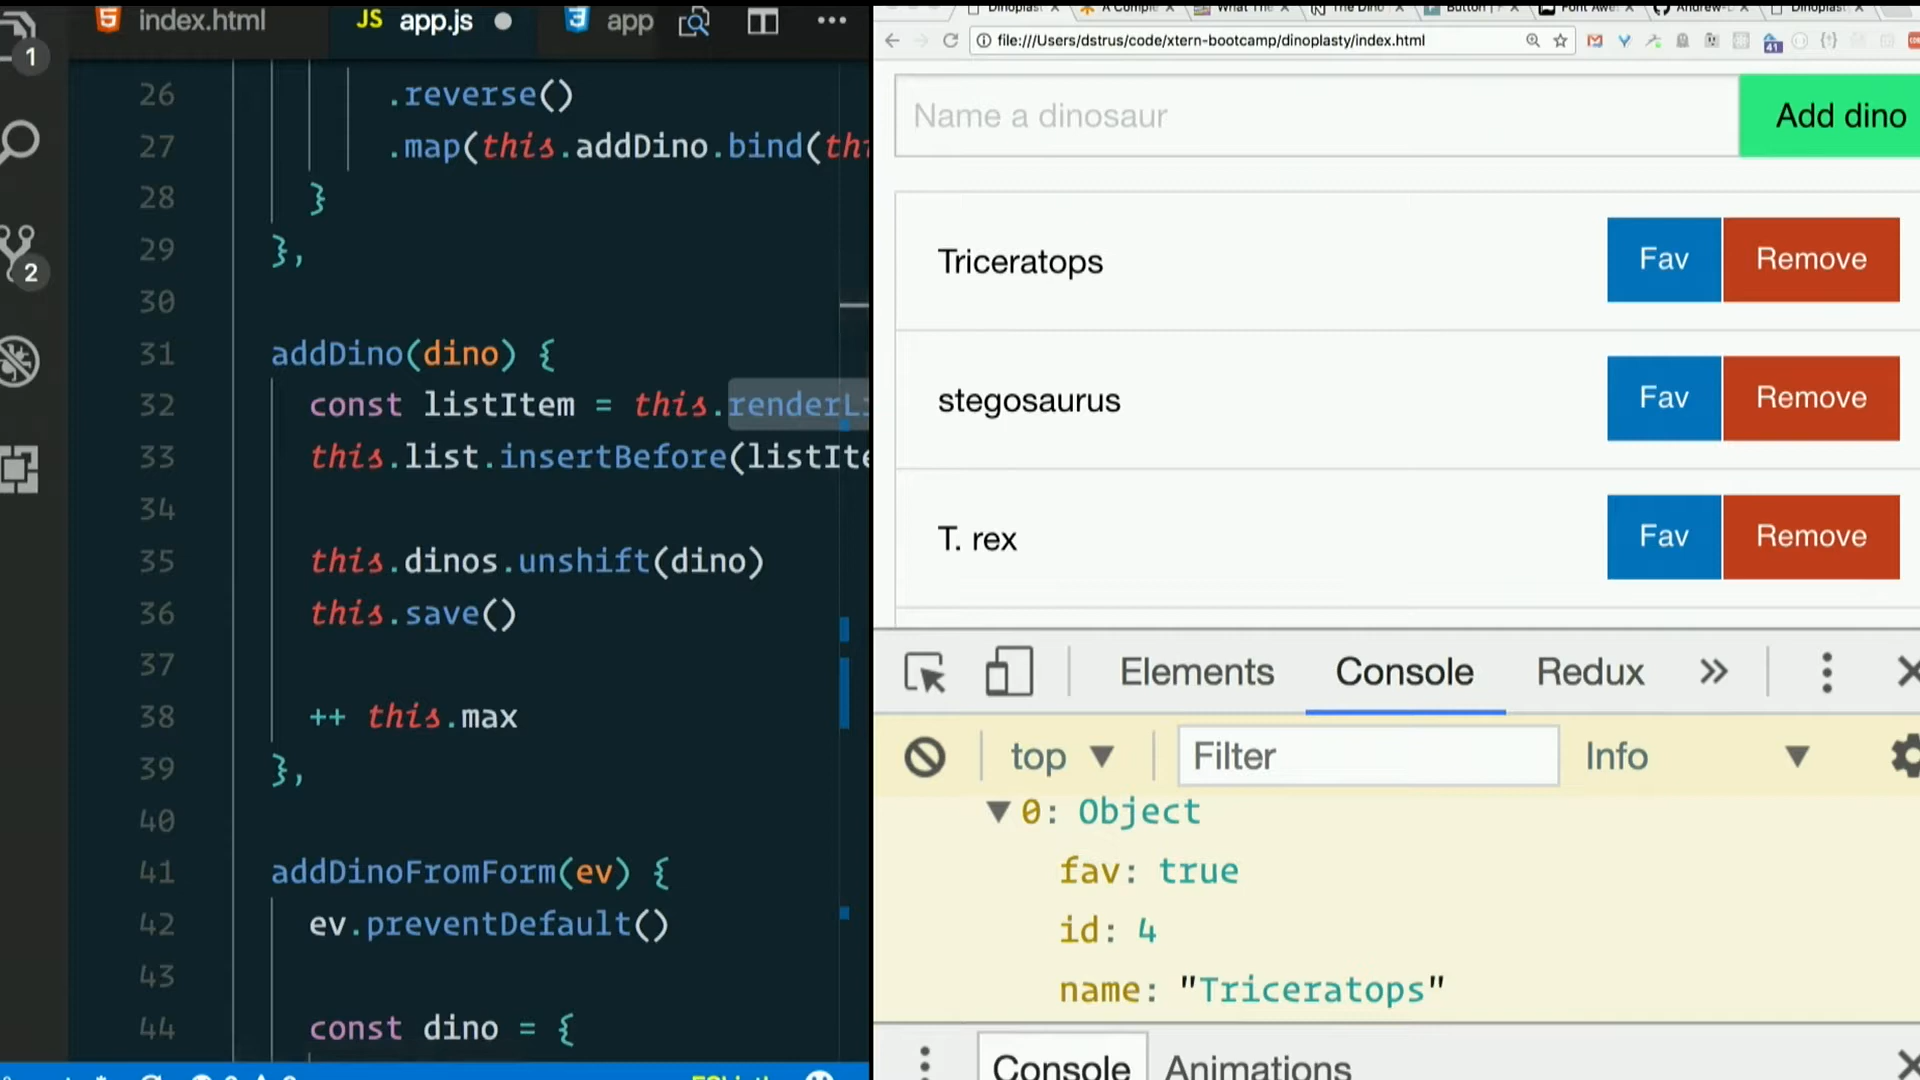 index.html
JS app.js
app
1
2
26 .reverse()
27 .map(this.addDino.bind(thi
28 }
29 },
30
31 addDino(dino) {
32 const listItem = this.renderLi
33 this.list.insertBefore(listIte
34
35 this.dinos.unshift(dino)
36 this.save()
37
38 ++ this.max
39 },
40
41 addDinoFromForm(ev) {
42 ev.preventDefault()
43
44 const dino = {
file:///Users/dstrus/code/xtern-bootcamp/dinoplasty/index.html
41
Name a dinosaur
Add dino
Triceratops
Fav
Remove
stegosaurus
Fav
Remove
T. rex
Fav
Remove
Elements Console Redux
top
Filter
Info
0: Object
fav: true
id: 4
name: "Triceratops"
Console Animations